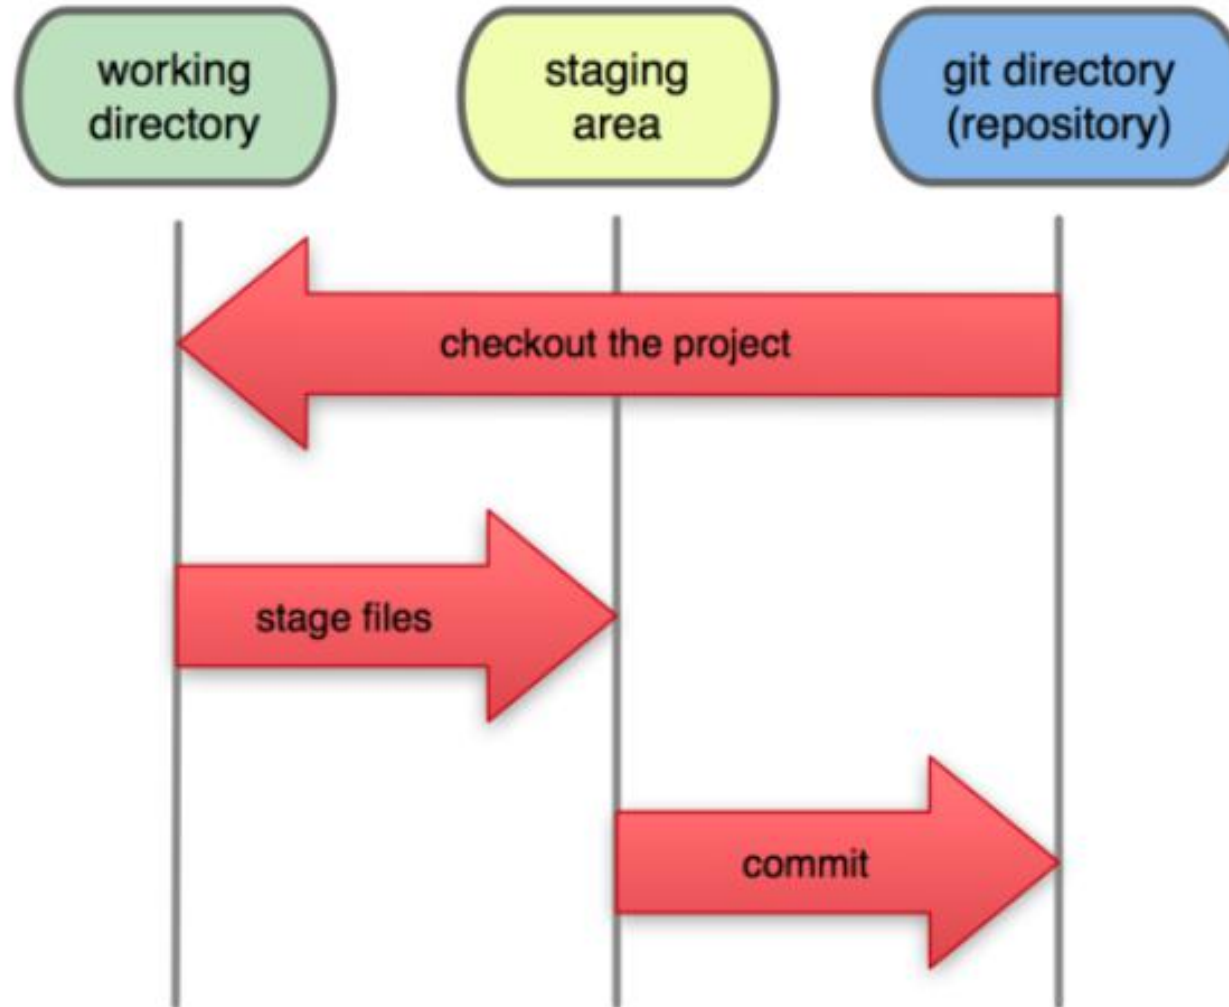 working
directory
staging
area
git directory
(repository)
checkout the project
stage files
commit